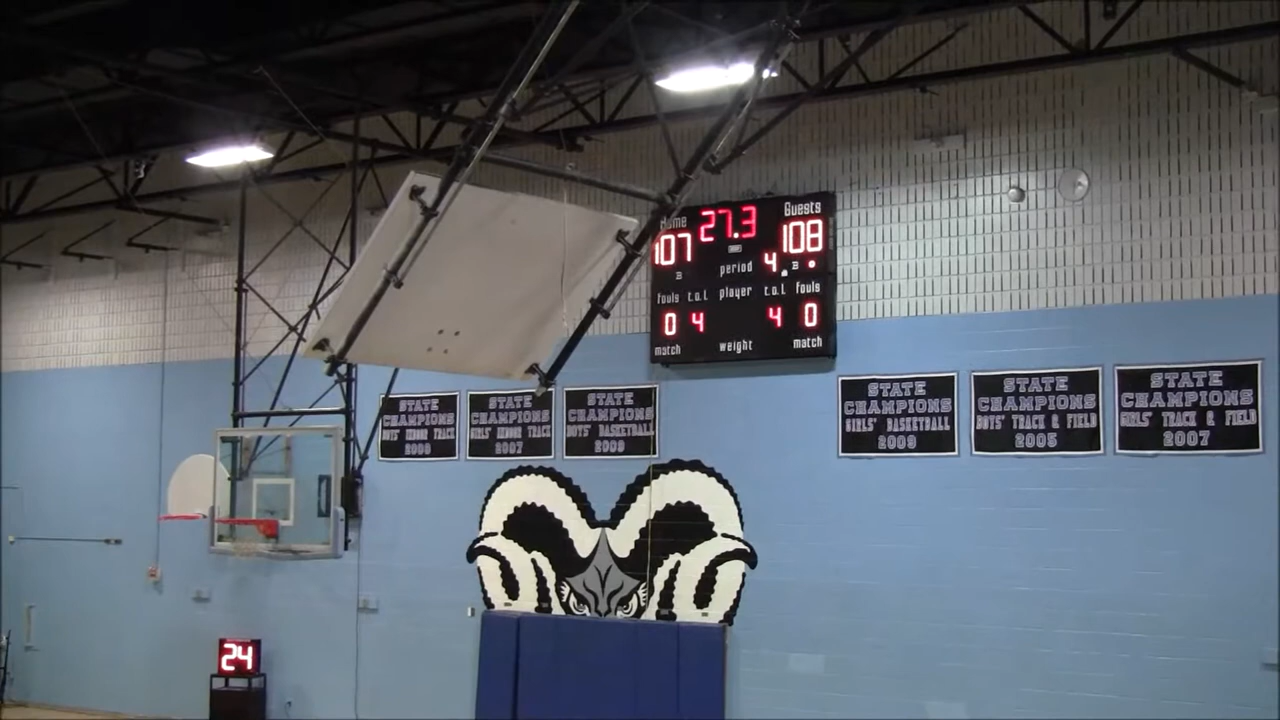 Home 27.3 Guests
107 108
B period 4 B
fouls t.o.l player t.o.l fouls
0 4 4 0
match weight match
STATE
CHAMPIONS
BOYS' INDOOR TRACK
STATE
CHAMPIONS
GIRLS' INDOOR TRACK
2007
STATE
CHAMPIONS
BOYS' BASKETBALL
2009
STATE
CHAMPIONS
GIRLS' BASKETBALL
2009
STATE
CHAMPIONS
BOYS' TRACK & FIELD
2005
STATE
CHAMPIONS
GIRLS' TRACK & FIELD
2007
24